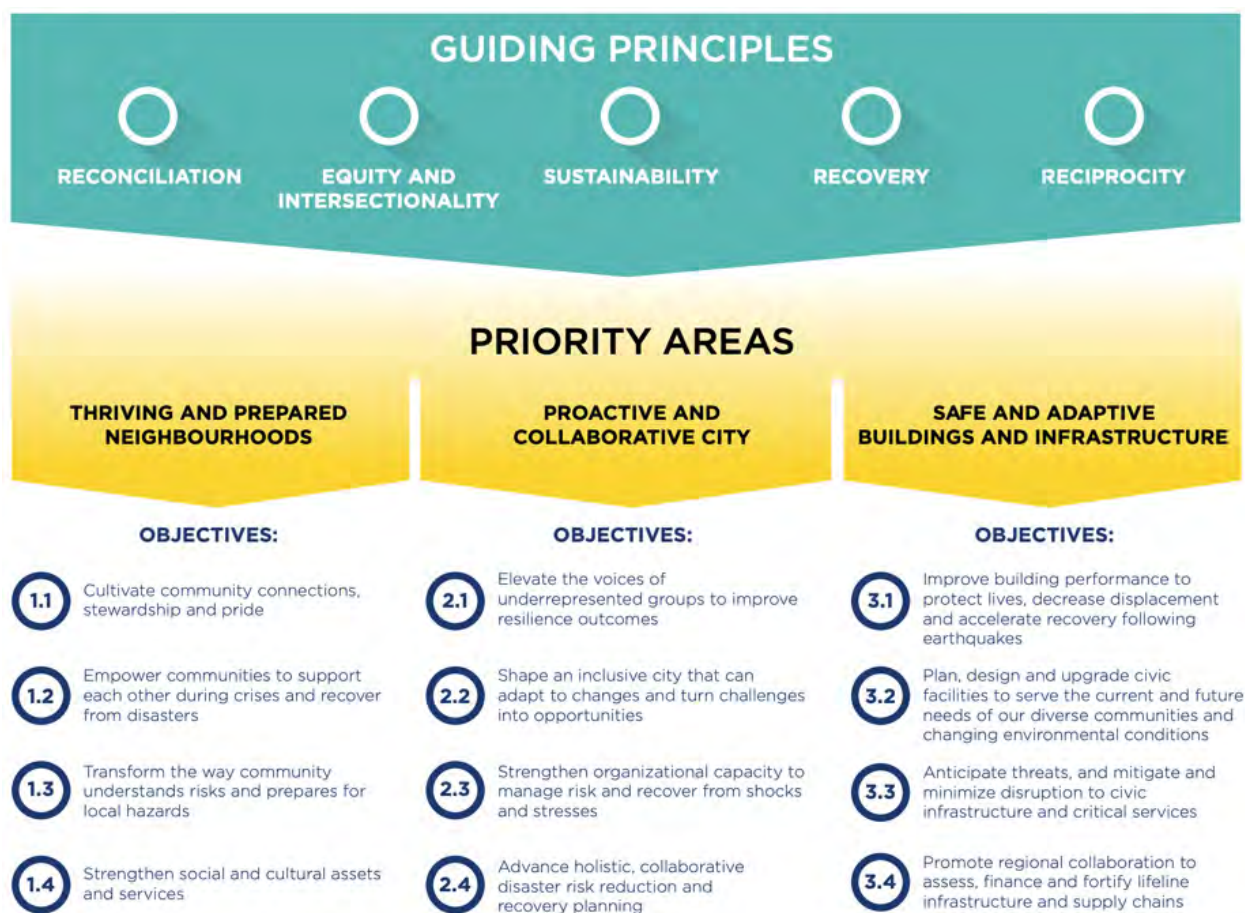 GUIDING PRINCIPLES
RECONCILIATION
EQUITY AND
INTERSECTIONALITY
SUSTAINABILITY
RECOVERY
RECIPROCITY
PRIORITY AREAS
THRIVING AND PREPARED
NEIGHBOURHOODS
OBJECTIVES:
1.1
Cultivate community connections,
stewardship and pride
1.2
Empower communities to support
each other during crises and recover
from disasters
1.3
Transform the way community
understands risks and prepares for
local hazards
1.4
Strengthen social and cultural assets
and services
PROACTIVE AND
COLLABORATIVE CITY
OBJECTIVES:
2.1
Elevate the voices of
underrepresented groups to improve
resilience outcomes
2.2
Shape an inclusive city that can
adapt to changes and turn challenges
into opportunities
2.3
Strengthen organizational capacity to
manage risk and recover from shocks
and stresses
2.4
Advance holistic, collaborative
disaster risk reduction and
recovery planning
SAFE AND ADAPTIVE
BUILDINGS AND INFRASTRUCTURE
OBJECTIVES:
3.1
Improve building performance to
protect lives, decrease displacement
and accelerate recovery following
earthquakes
3.2
Plan, design and upgrade civic
facilities to serve the current and future
needs of our diverse communities and
changing environmental conditions
3.3
Anticipate threats, and mitigate and
minimize disruption to civic
infrastructure and critical services
3.4
Promote regional collaboration to
assess, finance and fortify lifeline
infrastructure and supply chains